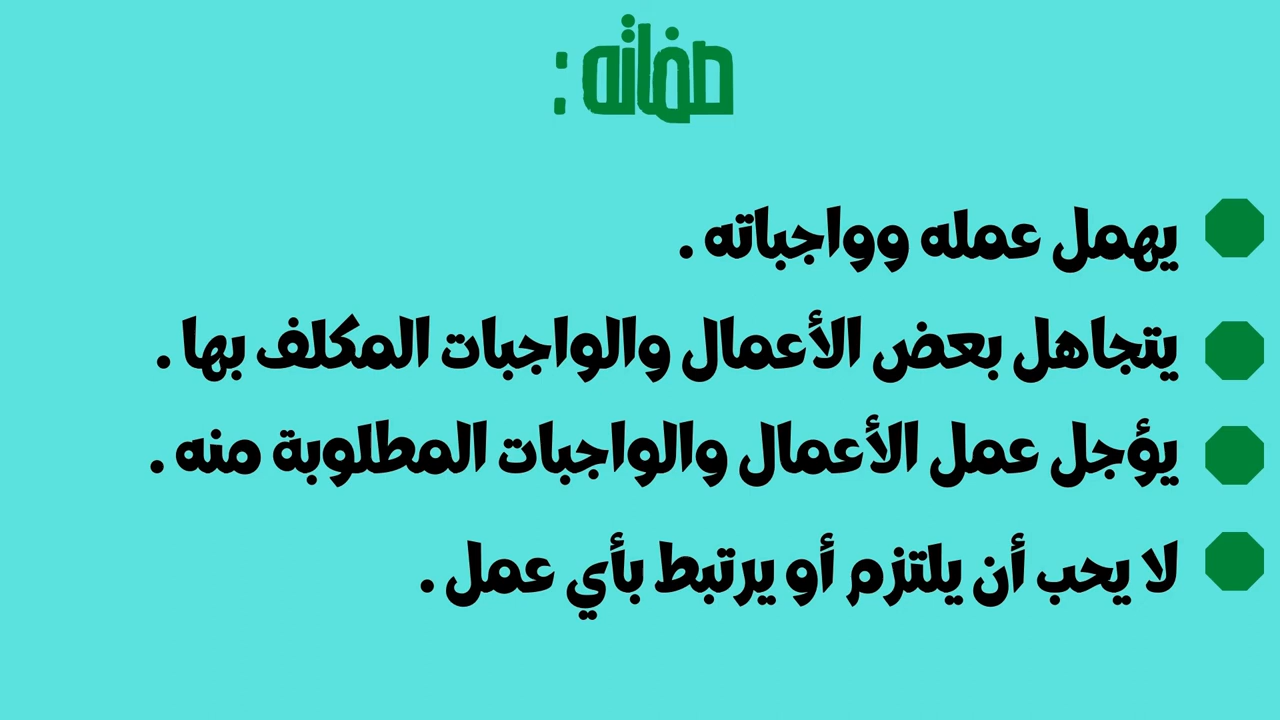 صفاته :
يهمل عمله وواجباته .
يتجاهل بعض الأعمال والواجبات المكلف بها .
يؤجل عمل الأعمال والواجبات المطلوبة منه .
لا يحب أن يلتزم أو يرتبط بأي عمل .